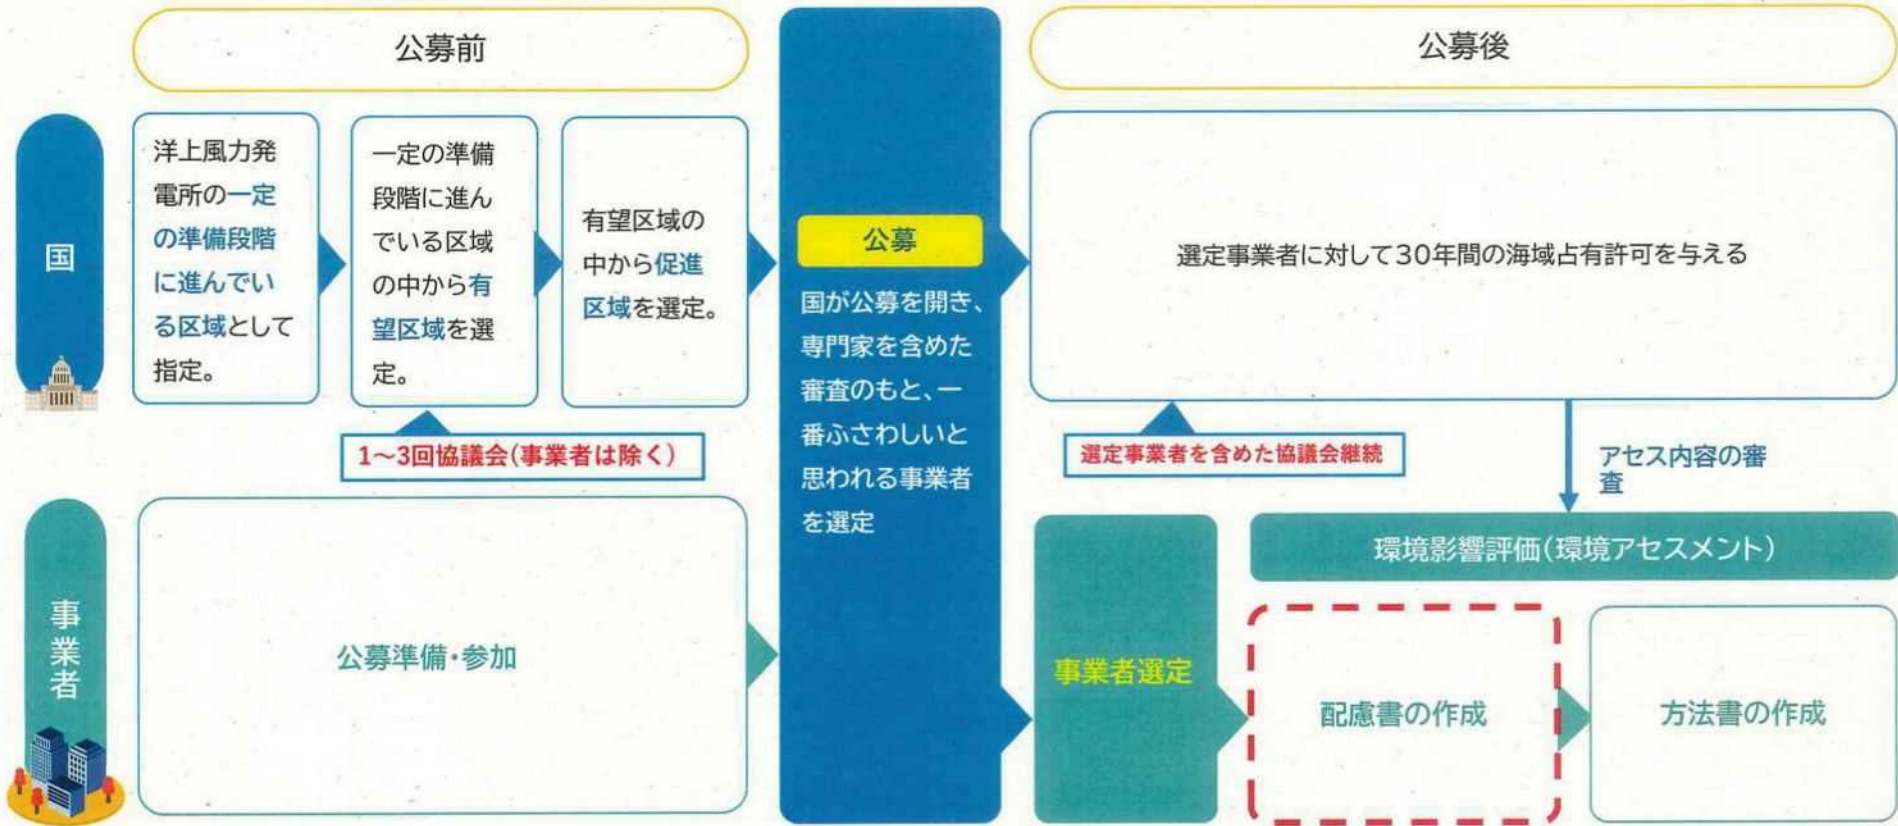 公募前
公募後
国
洋上風力発
電所の一定
の準備段階
に進んでい
る区域として
指定。
一定の準備
段階に進ん
でいる区域
の中から有
望区域を選
定。
有望区域の
中から促進
区域を選定。
公募
国が公募を開き、
専門家を含めた
審査のもと、一
番ふさわしいと
思われる事業者
を選定
選定事業者に対して30年間の海域占有許可を与える
1～3回協議会(事業者は除く)
選定事業者を含めた協議会継続
アセス内容の審
査
事業者
公募準備・参加
事業者選定
環境影響評価(環境アセスメント)
配慮書の作成
方法書の作成